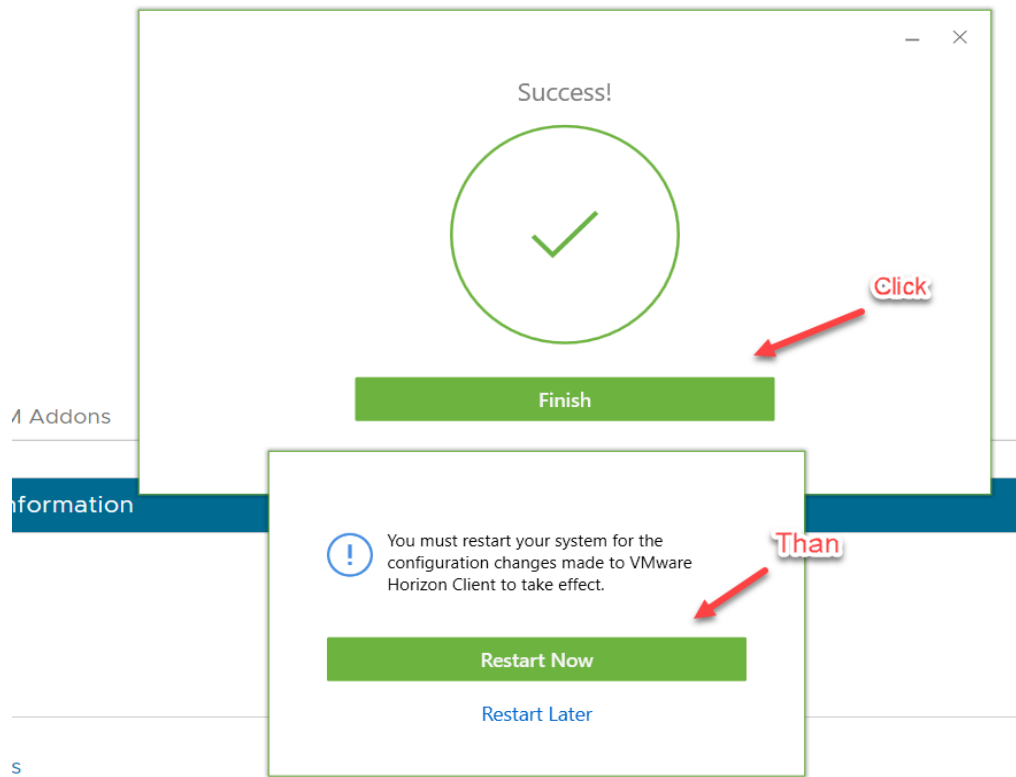 Success!
Click
Finish
M Addons
nformation
You must restart your system for the
configuration changes made to VMware
Horizon Client to take effect.
Than
Restart Now
Restart Later
s